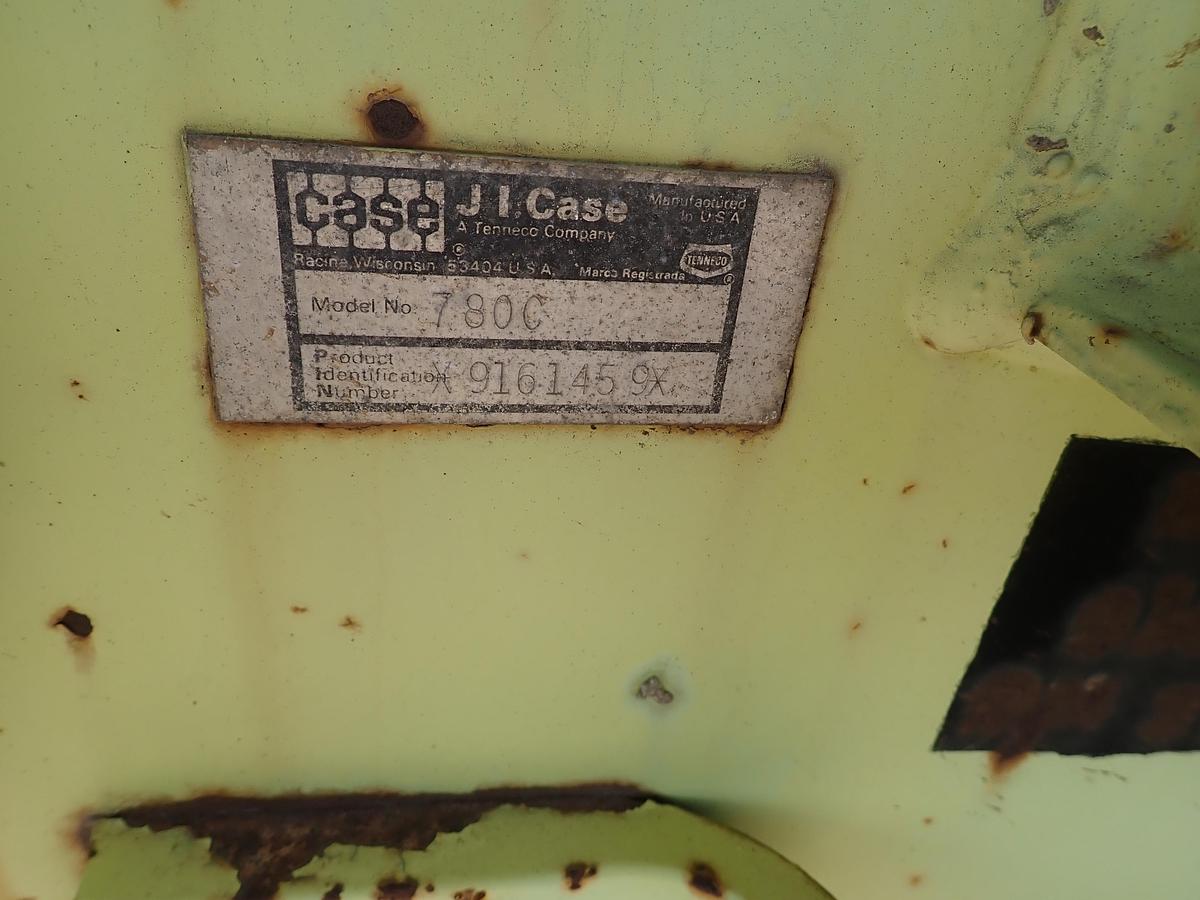 case
J I Case
A Tenneco Company
Manufactured
In U S A
Racine, Wisconsin 53404 U S A
©
Marca Registrada
TENNECO
®
Model No. 780C
Product
Identification X 9161459X
Number